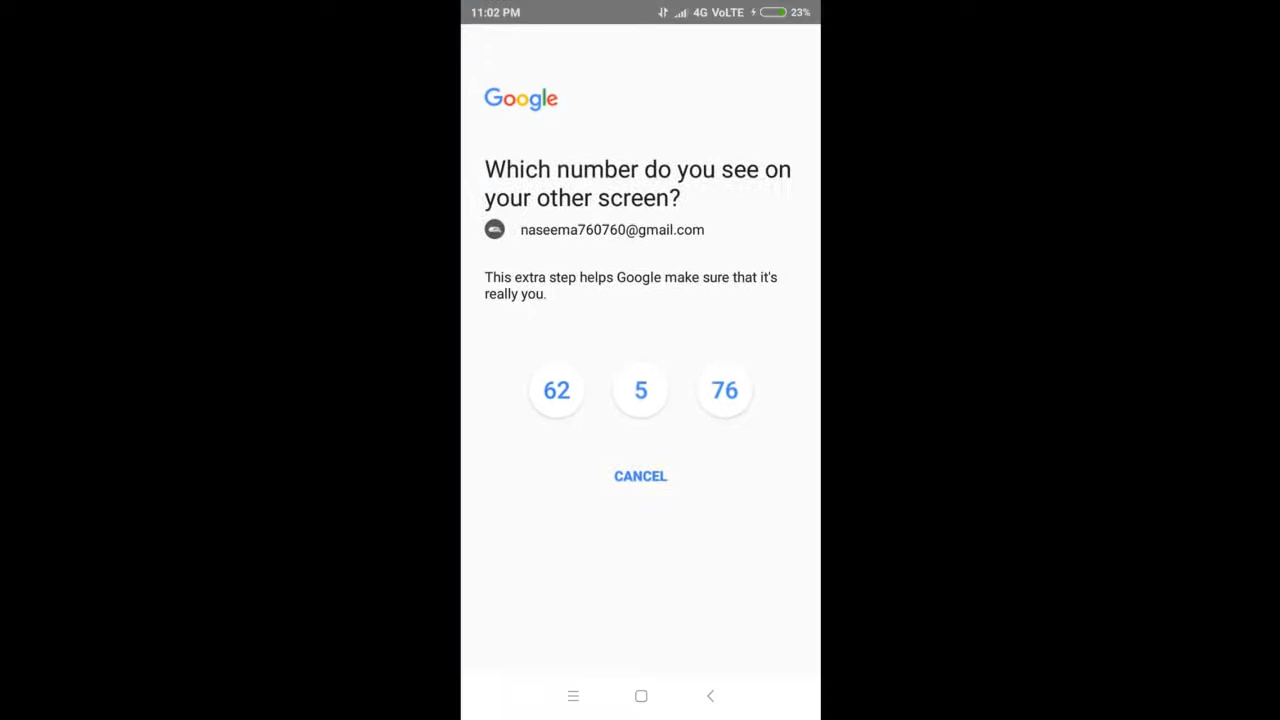 11:02 PM 4G VoLTE 23%
Google
Which number do you see on
your other screen?
naseema760760@gmail.com
This extra step helps Google make sure that it's
really you.
62 5 76
CANCEL